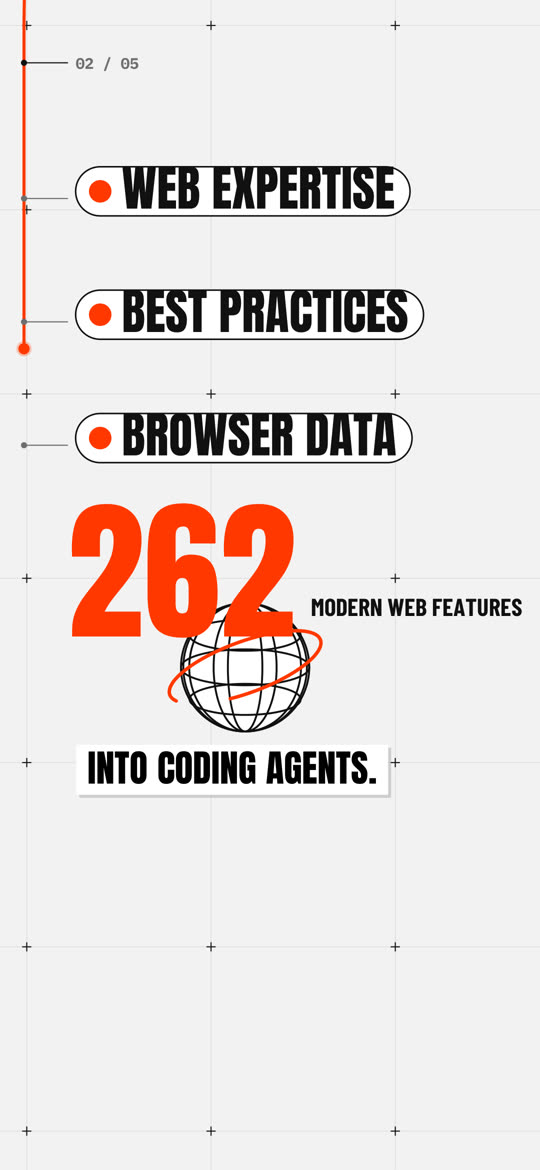 02 / 05
WEB EXPERTISE
BEST PRACTICES
BROWSER DATA
262
MODERN WEB FEATURES
INTO CODING AGENTS.